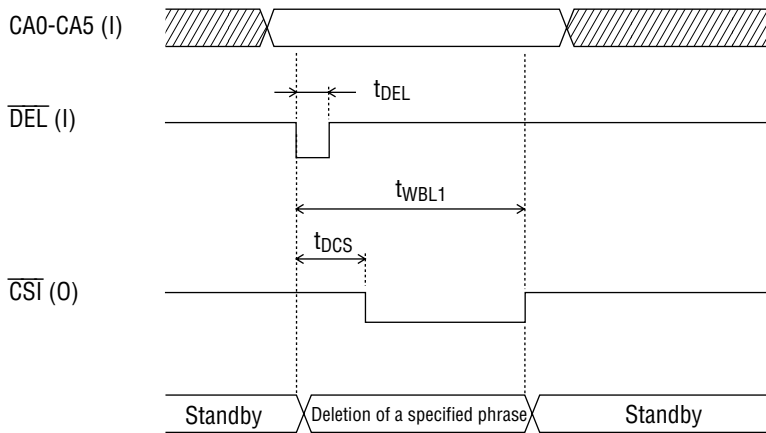 CA0-CA5 (I)
tDEL
DEL (I)
tWBL1
tDCS
CSI (O)
Standby Deletion of a specified phrase Standby